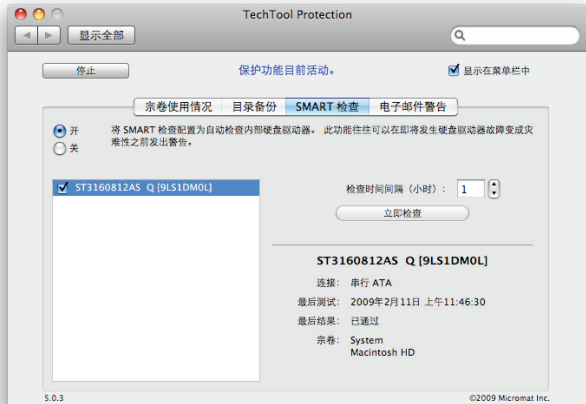 TechTool Protection
显示全部
停止
保护功能目前活动。
显示在菜单栏中
宗卷使用情况
目录备份
SMART 检查
电子邮件警告
开
关
将 SMART 检查配置为自动检查内部硬盘驱动器。 此功能往往可以在即将发生硬盘驱动器故障变成灾
难性之前发出警告。
ST3160812AS Q [9LS1DM0L]
检查时间间隔（小时）： 1
立即检查
ST3160812AS Q [9LS1DM0L]
连接： 串行 ATA
最后测试： 2009年2月11日 上午11:46:30
最后结果： 已通过
宗卷： System
Macintosh HD
5.0.3
©2009 Micromat Inc.